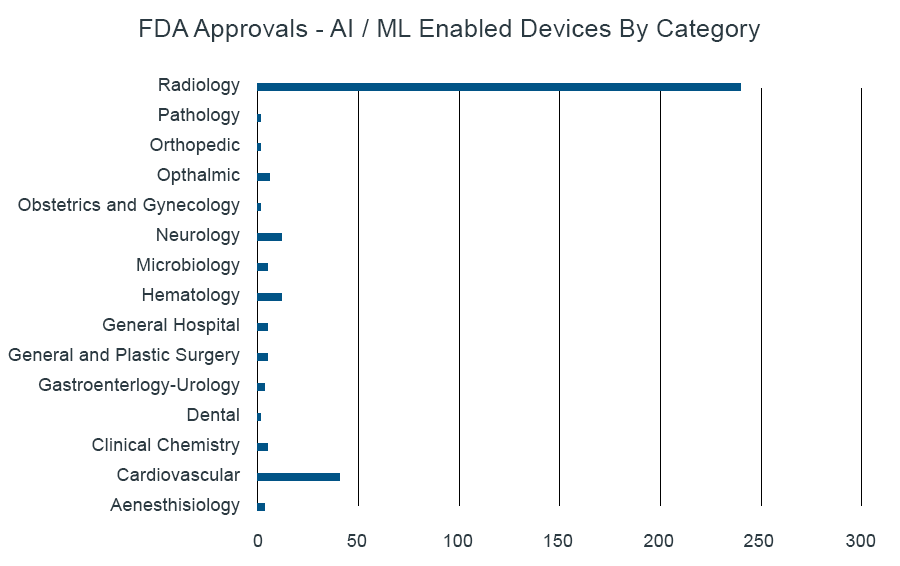 FDA Approvals - AI / ML Enabled Devices By Category
Radiology
Pathology
Orthopedic
Opthalmic
Obstetrics and Gynecology
Neurology
Microbiology
Hematology
General Hospital
General and Plastic Surgery
Gastroenterlogy-Urology
Dental
Clinical Chemistry
Cardiovascular
Aenesthisiology
0 50 100 150 200 250 300